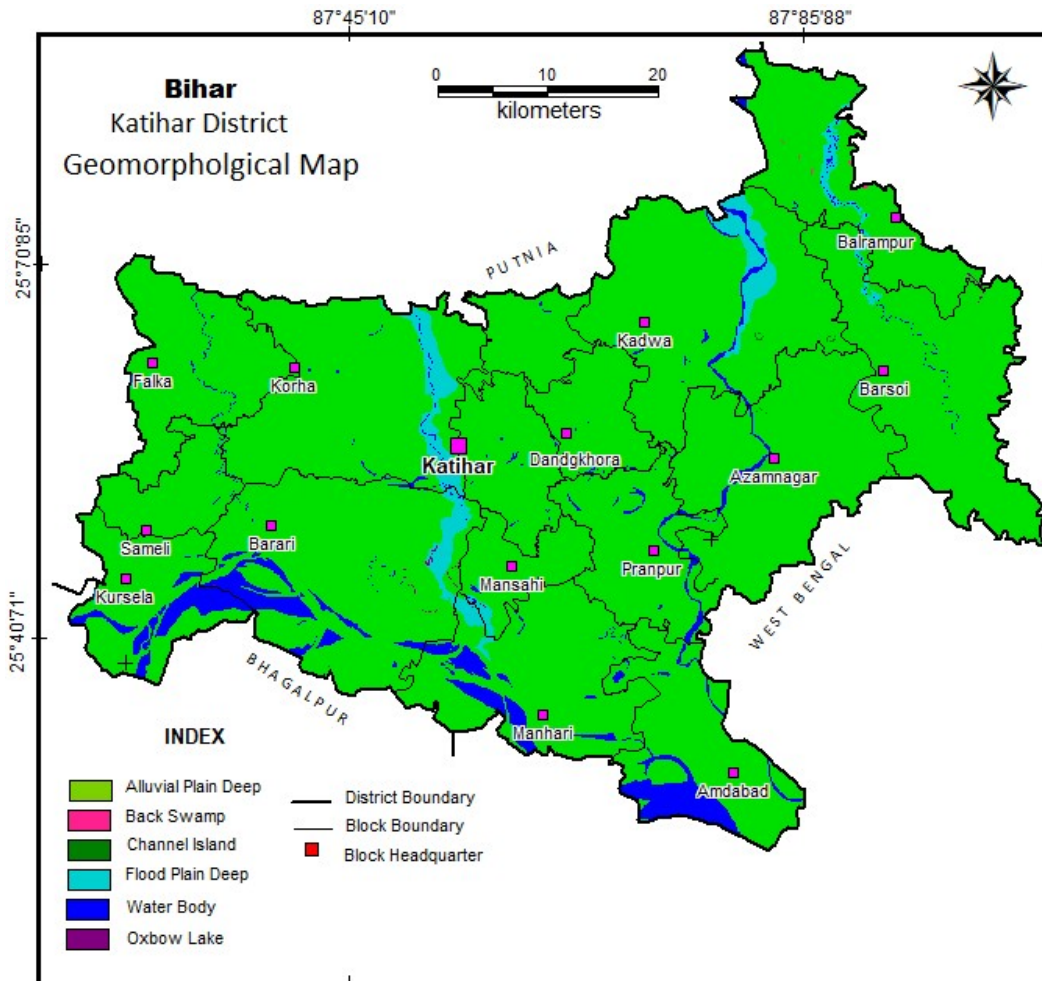 87°45'10"
87°85'88"
Bihar
Katihar District
Geomorpholgical Map
0 10 20
kilometers
25°70'85"
25°40'71"
PUTNIA
Balrampur
Kadwa
Falka
Korha
Barsoi
Katihar
Dandgkhora
Azamnagar
Sameli
Barari
Mansahi
Pranpur
Kursela
WEST BENGAL
BHAGALPUR
Manhari
Amdabad
INDEX
Alluvial Plain Deep
Back Swamp
Channel Island
Flood Plain Deep
Water Body
Oxbow Lake
District Boundary
Block Boundary
Block Headquarter